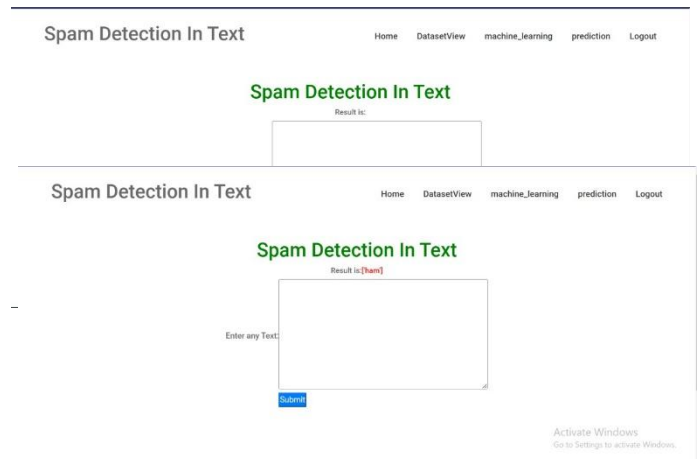 Spam Detection In Text
Home DatasetView machine_learning prediction Logout
Spam Detection In Text
Result is:
Spam Detection In Text
Home DatasetView machine_learning prediction Logout
Spam Detection In Text
Result is:['ham']
Enter any Text:
Submit
Activate Windows
Go to Settings to activate Windows.